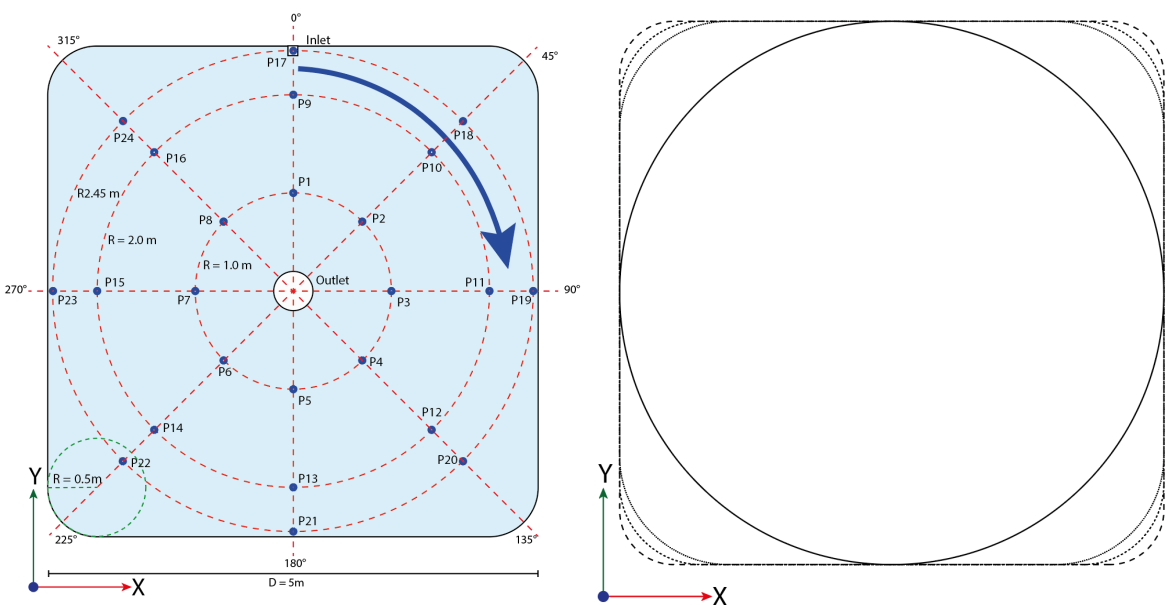 0°
315°
Inlet
45°
P17
P9
P24
P18
P16
P10
R2.45 m
P1
P8
P2
R = 2.0 m
R = 1.0 m
Outlet
270°
P23
P15
P7
P3
P11
P19
90°
P6
P4
P5
P14
P12
P22
P20
R = 0.5m
P13
Y
P21
225°
135°
180°
D = 5m
X
Y
X